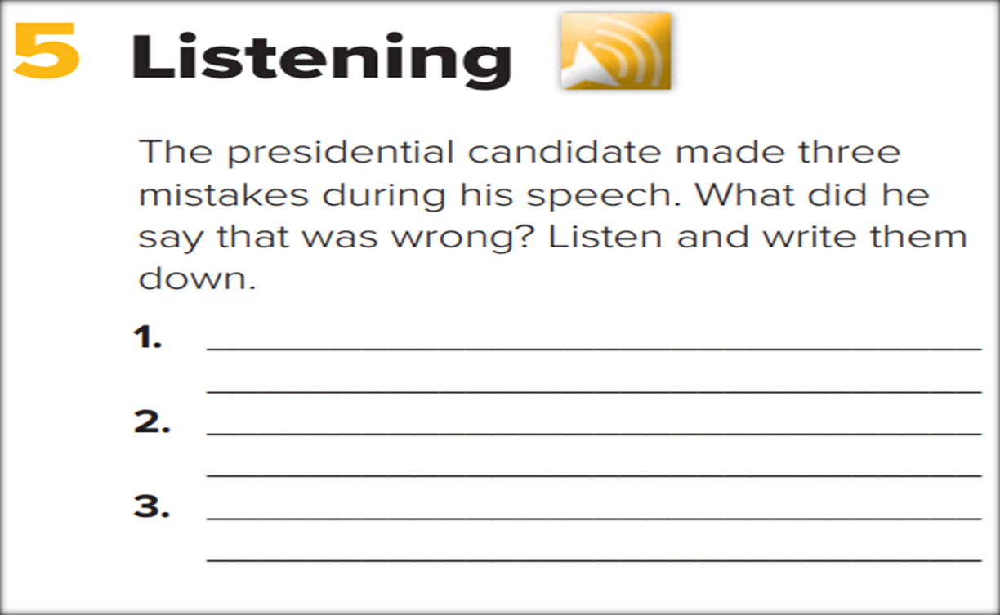 5 Listening
The presidential candidate made three
mistakes during his speech. What did he
say that was wrong? Listen and write them
down.
1.
2.
3.